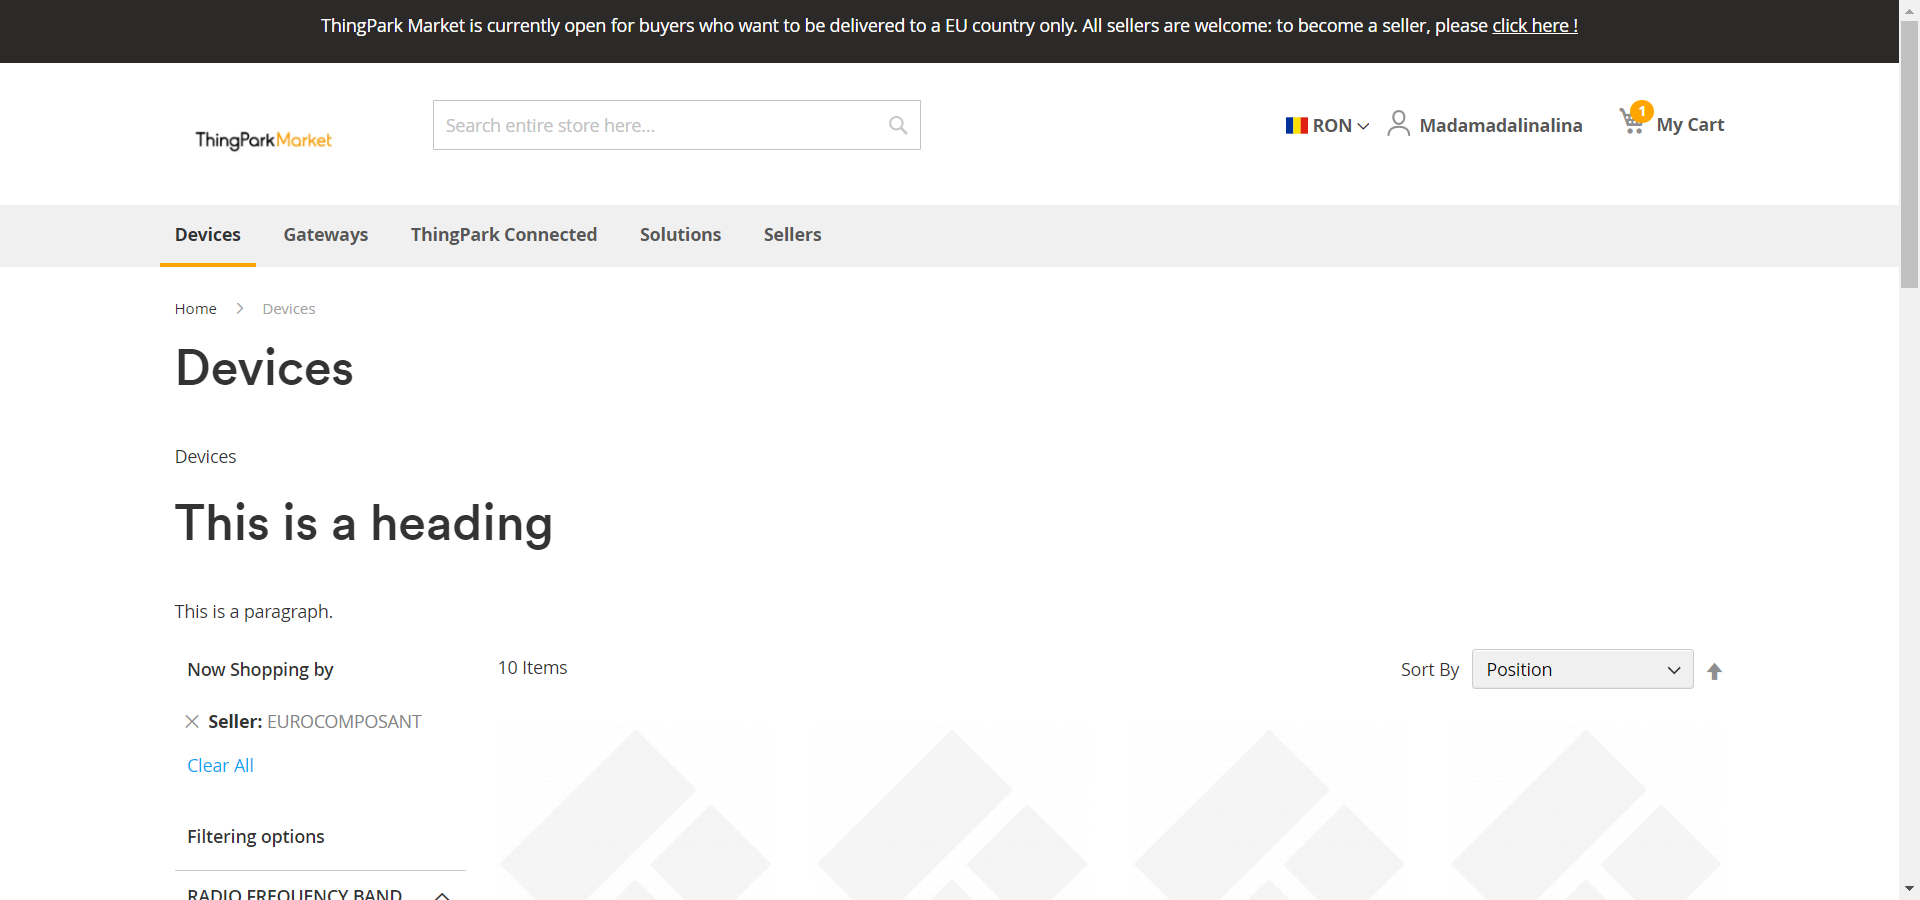 ThingPark Market is currently open for buyers who want to be delivered to a EU country only. All sellers are welcome: to become a seller, please click here !
ThingParkMarket
Search entire store here...
RON
Madamadalinalina
1
My Cart
Devices
Gateways
ThingPark Connected
Solutions
Sellers
Home
Devices
Devices
Devices
This is a heading
This is a paragraph.
Now Shopping by
10 Items
Sort By
Position
Seller: EUROCOMPOSANT
Clear All
Filtering options
RADIO FREQUENCY BAND